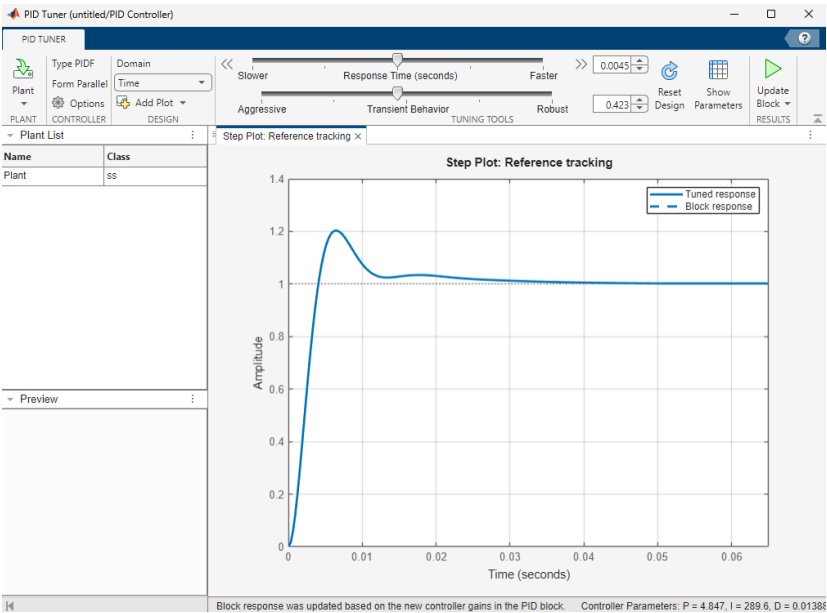 PID Tuner (untitled/PID Controller)
PID TUNER
Plant
PLANT
Type PIDF
Form Parallel
Options
CONTROLLER
Domain
Time
Add Plot
DESIGN
Slower Response Time (seconds) Faster
0.0045
Aggressive Transient Behavior Robust
0.423
TUNING TOOLS
Reset Design
Show Parameters
Update Block
RESULTS
Plant List
Name Class
Plant ss
Preview
Step Plot: Reference tracking
Step Plot: Reference tracking
Tuned response
Block response
1.4
1.2
1
0.8
0.6
0.4
0.2
0
Amplitude
0 0.01 0.02 0.03 0.04 0.05 0.06
Time (seconds)
Block response was updated based on the new controller gains in the PID block. Controller Parameters: P = 4.847, I = 289.6, D = 0.0138